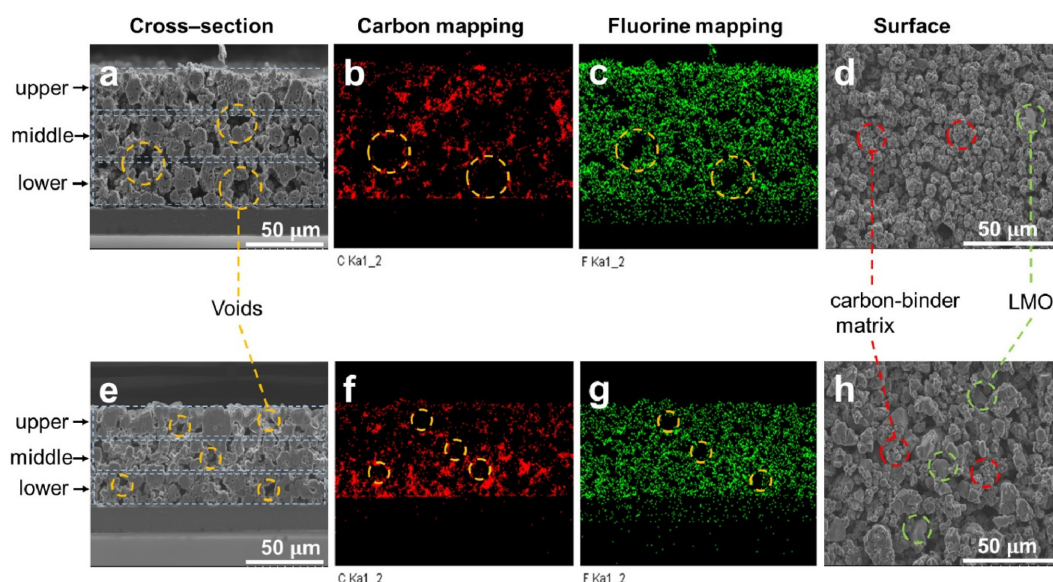 Cross–section Carbon mapping Fluorine mapping Surface
a b c d
upper
middle
lower
50 μm
50 μm
C Ka1_2
F Ka1_2
Voids
carbon-binder
matrix
LMO
e f g h
upper
middle
lower
50 μm
50 μm
C Ka1_2
F Ka1_2